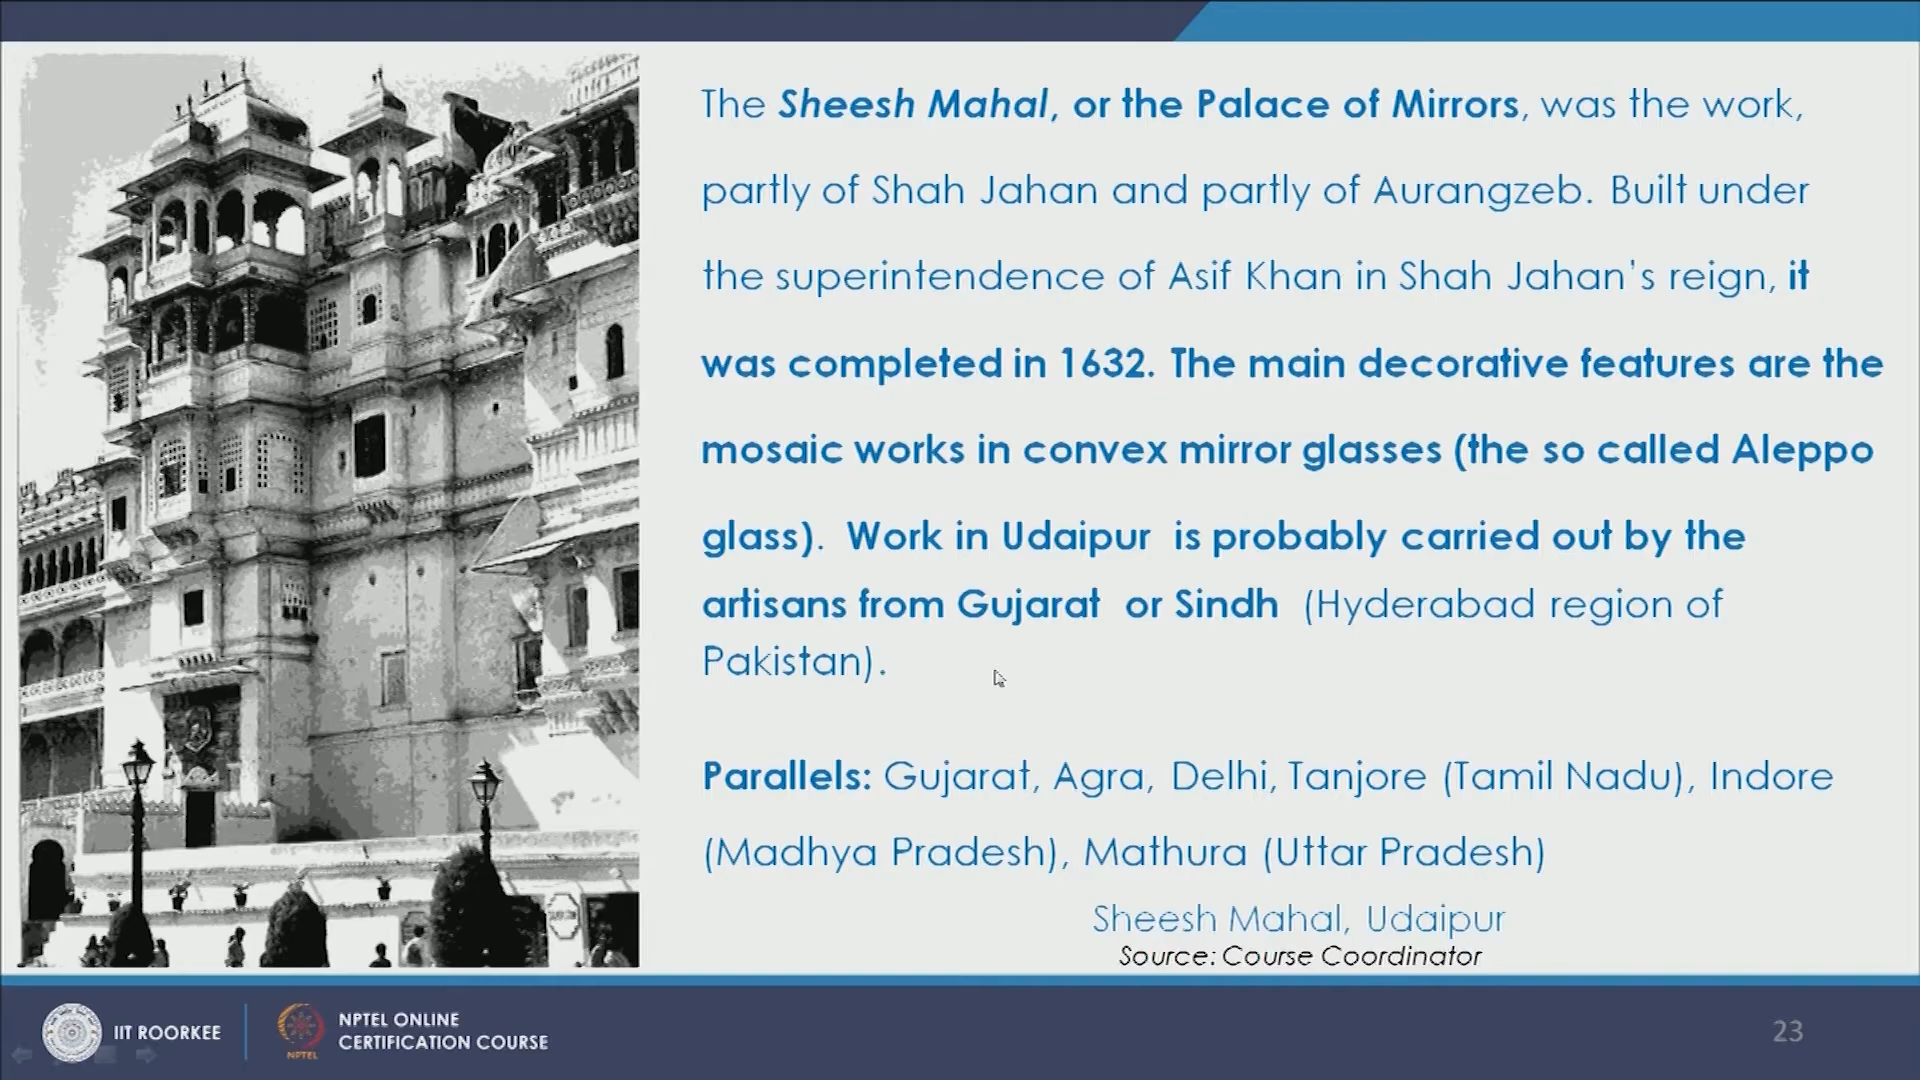 The Sheesh Mahal, or the Palace of Mirrors, was the work,
partly of Shah Jahan and partly of Aurangzeb. Built under
the superintendence of Asif Khan in Shah Jahan's reign, it
was completed in 1632. The main decorative features are the
mosaic works in convex mirror glasses (the so called Aleppo
glass). Work in Udaipur is probably carried out by the
artisans from Gujarat or Sindh (Hyderabad region of
Pakistan).
Parallels: Gujarat, Agra, Delhi, Tanjore (Tamil Nadu), Indore
(Madhya Pradesh), Mathura (Uttar Pradesh)
Sheesh Mahal, Udaipur
Source: Course Coordinator
IIT ROORKEE
NPTEL
NPTEL ONLINE
CERTIFICATION COURSE
23